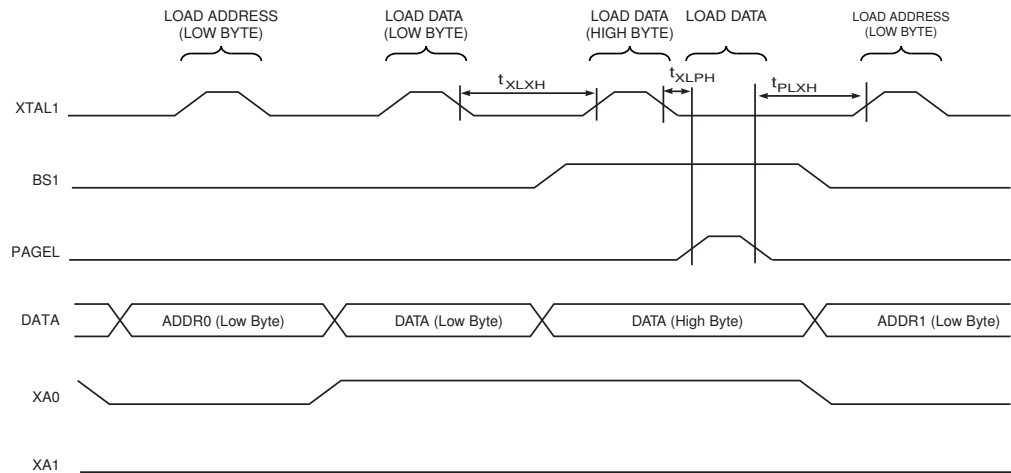 LOAD ADDRESS
(LOW BYTE)
LOAD DATA
(LOW BYTE)
LOAD DATA
(HIGH BYTE)
LOAD DATA
LOAD ADDRESS
(LOW BYTE)
XTAL1
tXLXH
tXLPH
tPLXH
BS1
PAGEL
DATA
ADDR0 (Low Byte)
DATA (Low Byte)
DATA (High Byte)
ADDR1 (Low Byte)
XA0
XA1